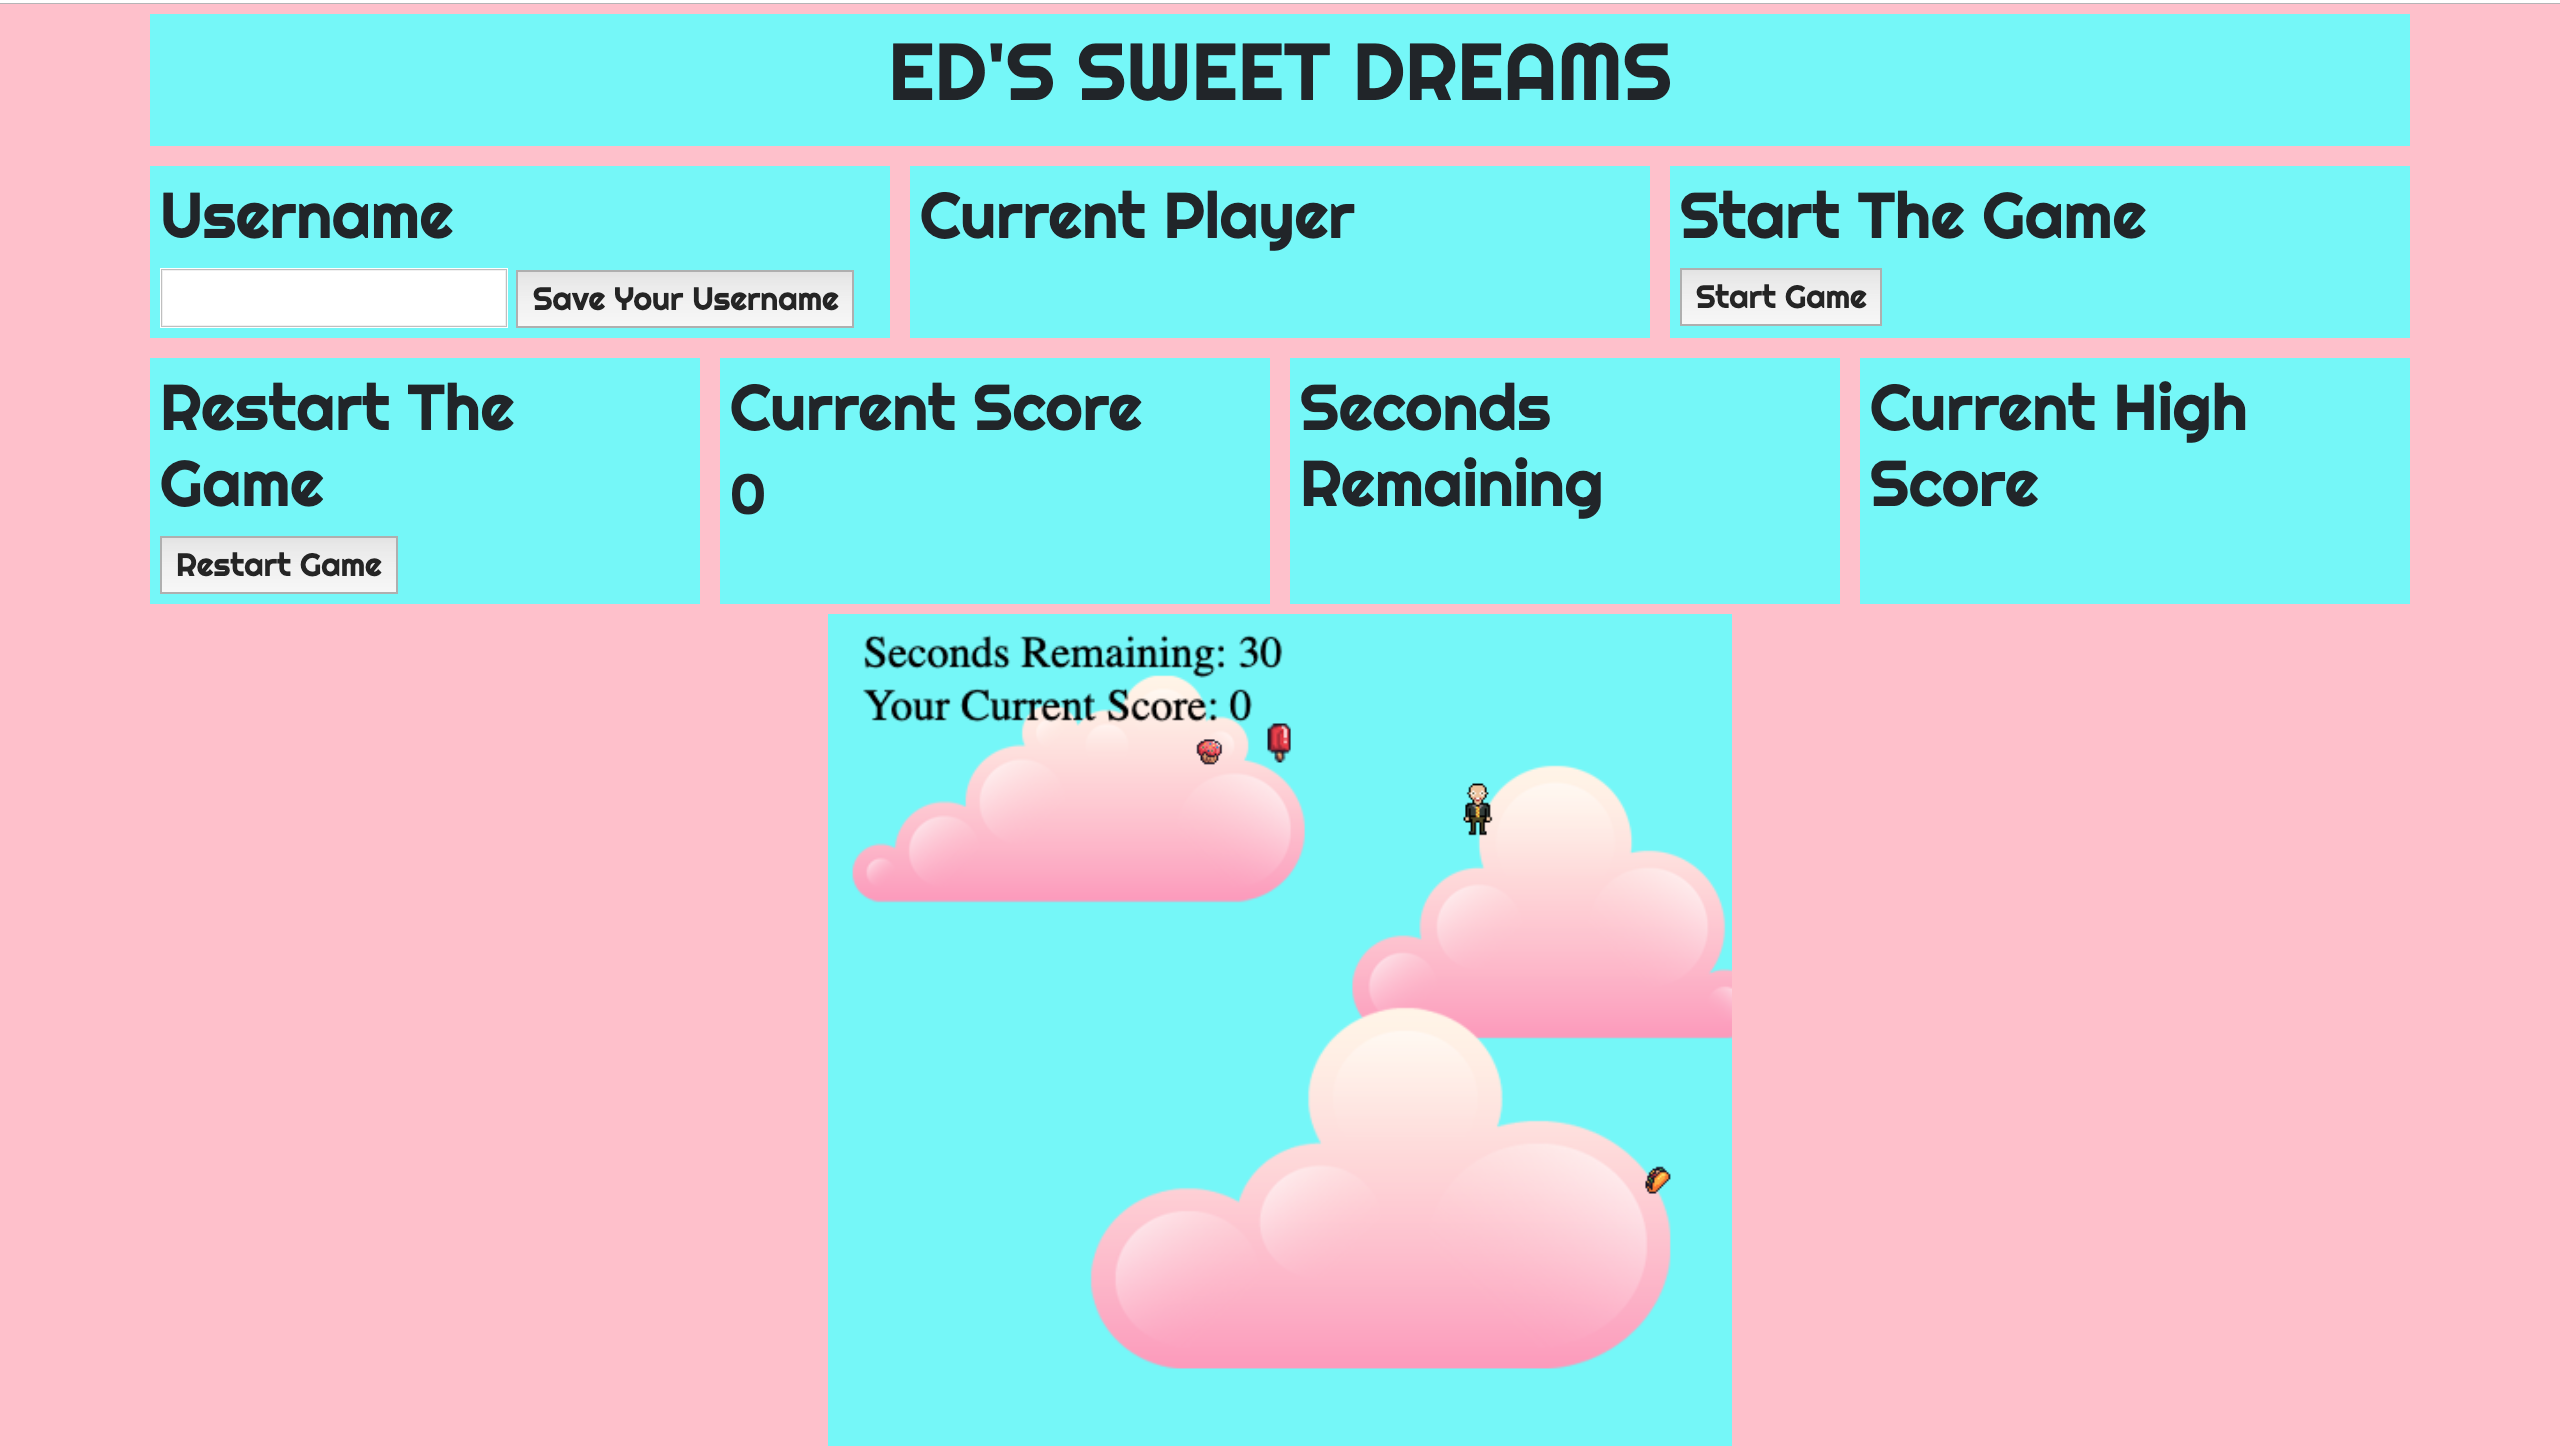 ED'S SWEET DREAMS
Username
Save Your Username
Current Player
Start The Game
Start Game
Restart The
Game
Restart Game
Current Score
0
Seconds
Remaining
Current High
Score
Seconds Remaining: 30
Your Current Score: 0